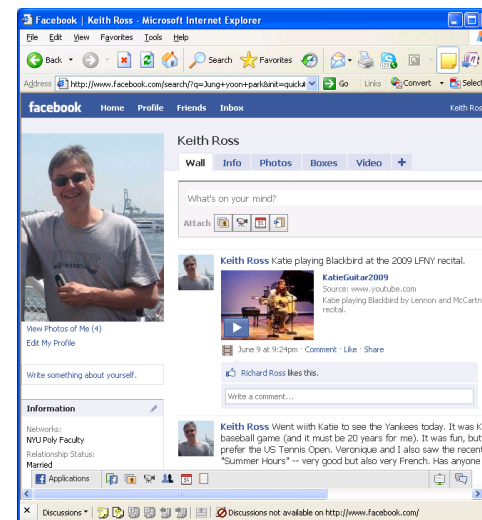 Facebook | Keith Ross - Microsoft Internet Explorer
File Edit View Favorites Tools Help
Back Search Favorites
Address http://www.facebook.com/search/?q=Jung+yoon+park&init=quick# Go Links Convert Select
facebook Home Profile Friends Inbox Keith Ros
Keith Ross
Wall Info Photos Boxes Video +
What's on your mind?
Attach
Keith Ross Katie playing Blackbird at the 2009 LFNY recital.
KatieGuitar2009
Source: www.youtube.com
Katie playing Blackbird by Lennon and McCartn
recital.
View Photos of Me (4)
Edit My Profile
June 9 at 9:24pm · Comment · Like · Share
Richard Ross likes this.
Write something about yourself.
Write a comment...
Information
Networks:
NYU Poly Faculty
Relationship Status:
Married
Keith Ross Went wiith Katie to see the Yankees today. It was K
baseball game (and it must be 20 years for me). It was fun, but
prefer the US Tennis Open. Veronique and I also saw the recent
"Summer Hours" -- very good but also very French. Has anyone
Applications
Discussions Discussions not available on http://www.facebook.com/